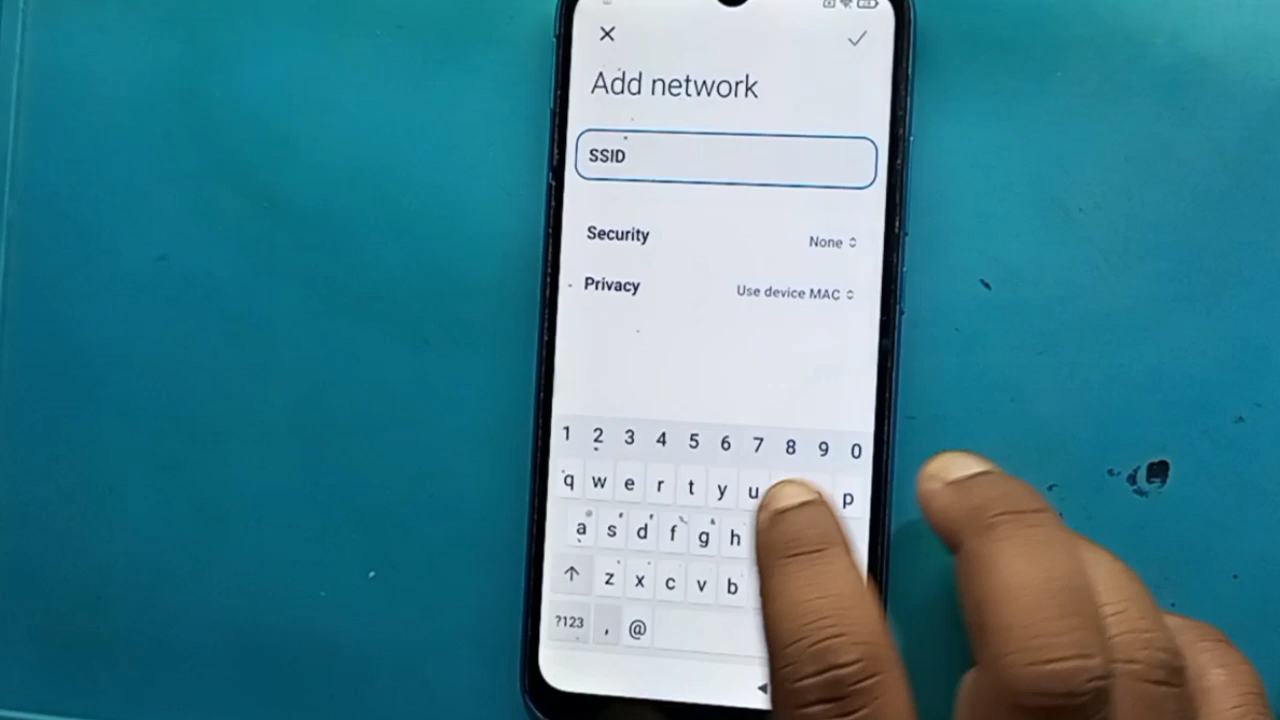 Add network
SSID
Security None
Privacy Use device MAC
1 2 3 4 5 6 7 8 9 0
q w e r t y u p
a s d f g h
z x c v b
?123 , @